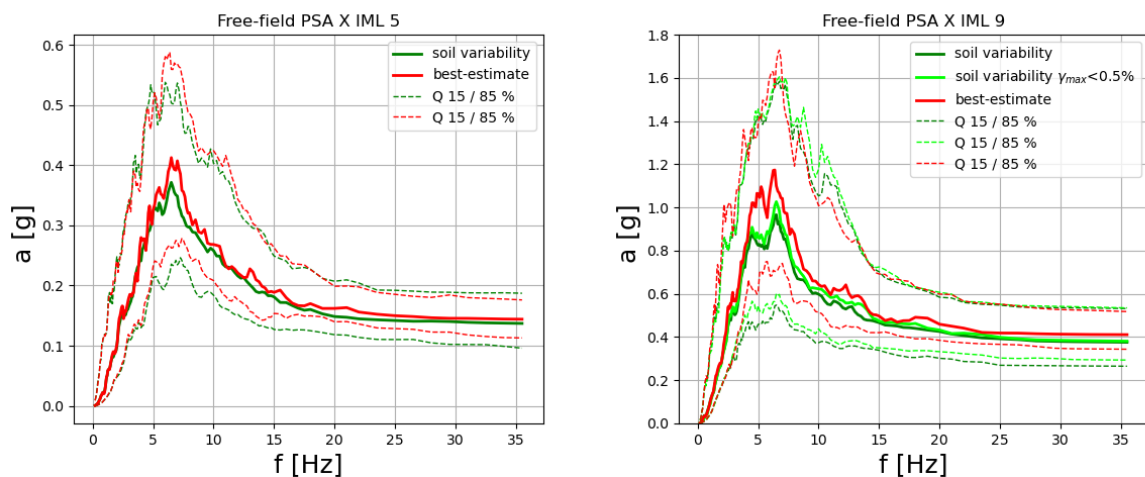 Free-field PSA X IML 5
a [g]
0.6
0.5
0.4
0.3
0.2
0.1
0.0
soil variability
best-estimate
Q 15 / 85 %
Q 15 / 85 %
0 5 10 15 20 25 30 35
f [Hz]
Free-field PSA X IML 9
a [g]
1.8
1.6
1.4
1.2
1.0
0.8
0.6
0.4
0.2
0.0
soil variability
soil variability γmax<0.5%
best-estimate
Q 15 / 85 %
Q 15 / 85 %
Q 15 / 85 %
0 5 10 15 20 25 30 35
f [Hz]